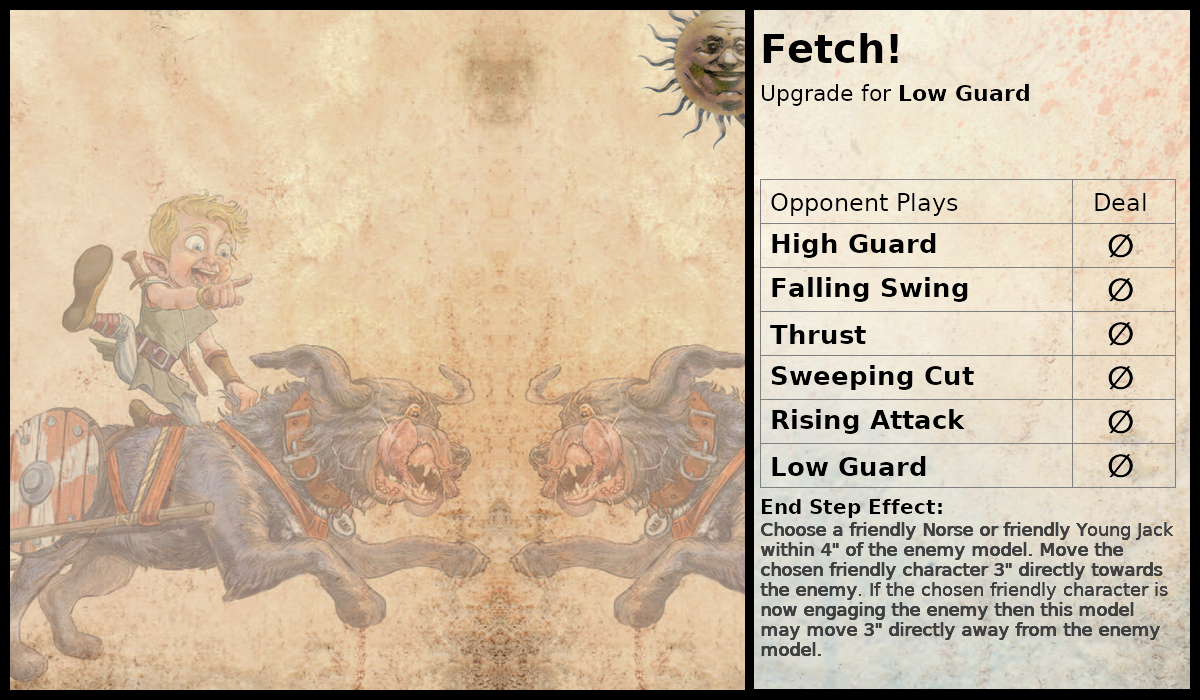 Fetch!
Upgrade for Low Guard
Opponent Plays Deal
High Guard ∅
Falling Swing ∅
Thrust ∅
Sweeping Cut ∅
Rising Attack ∅
Low Guard ∅
End Step Effect:
Choose a friendly Norse or friendly Young Jack
within 4" of the enemy model. Move the
chosen friendly character 3" directly towards
the enemy. If the chosen friendly character is
now engaging the enemy then this model
may move 3" directly away from the enemy
model.